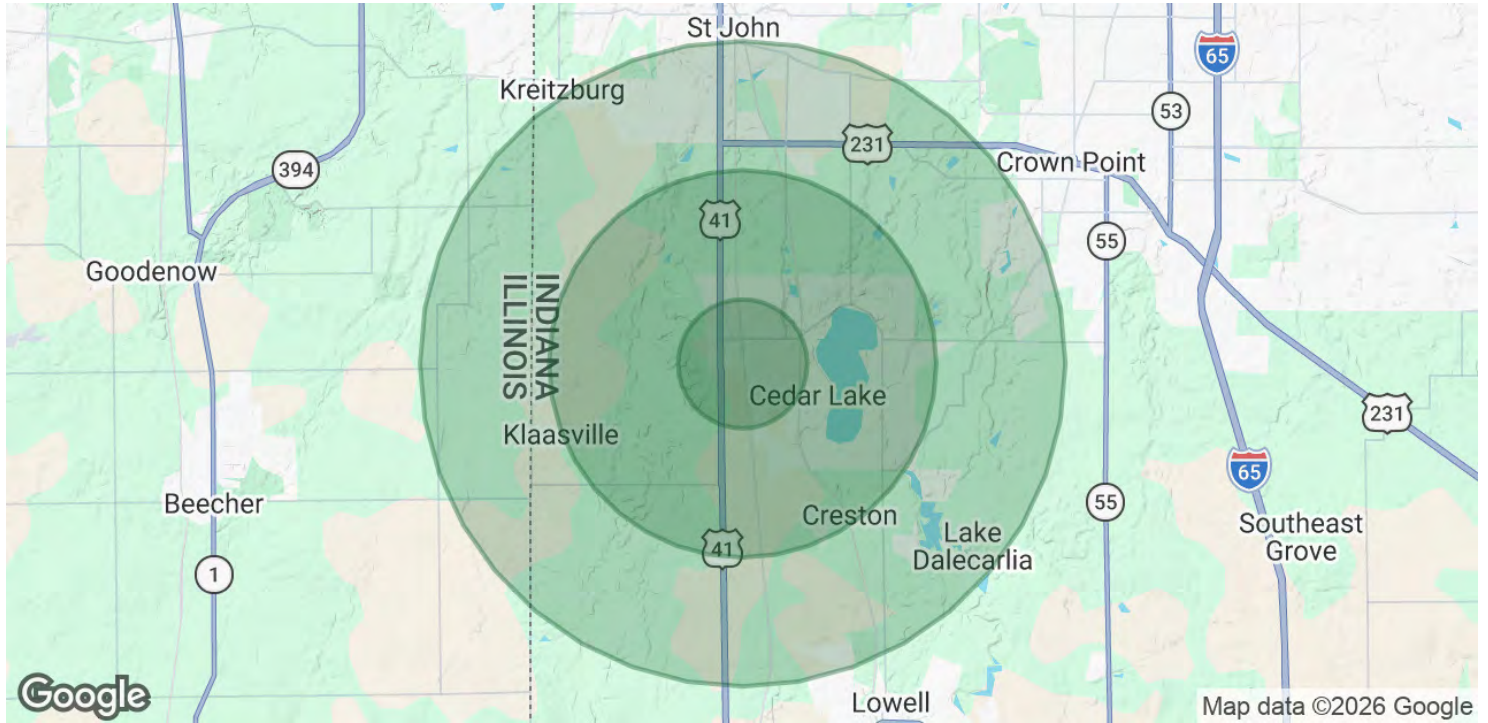 St John
65
Kreitzburg
53
231
Crown Point
394
41
55
Goodenow
INDIANA
ILLINOIS
Cedar Lake
231
Klaasville
65
Beecher
55
Creston
Southeast
Grove
Lake
Dalecarlia
41
1
Google
Lowell
Map data ©2026 Google